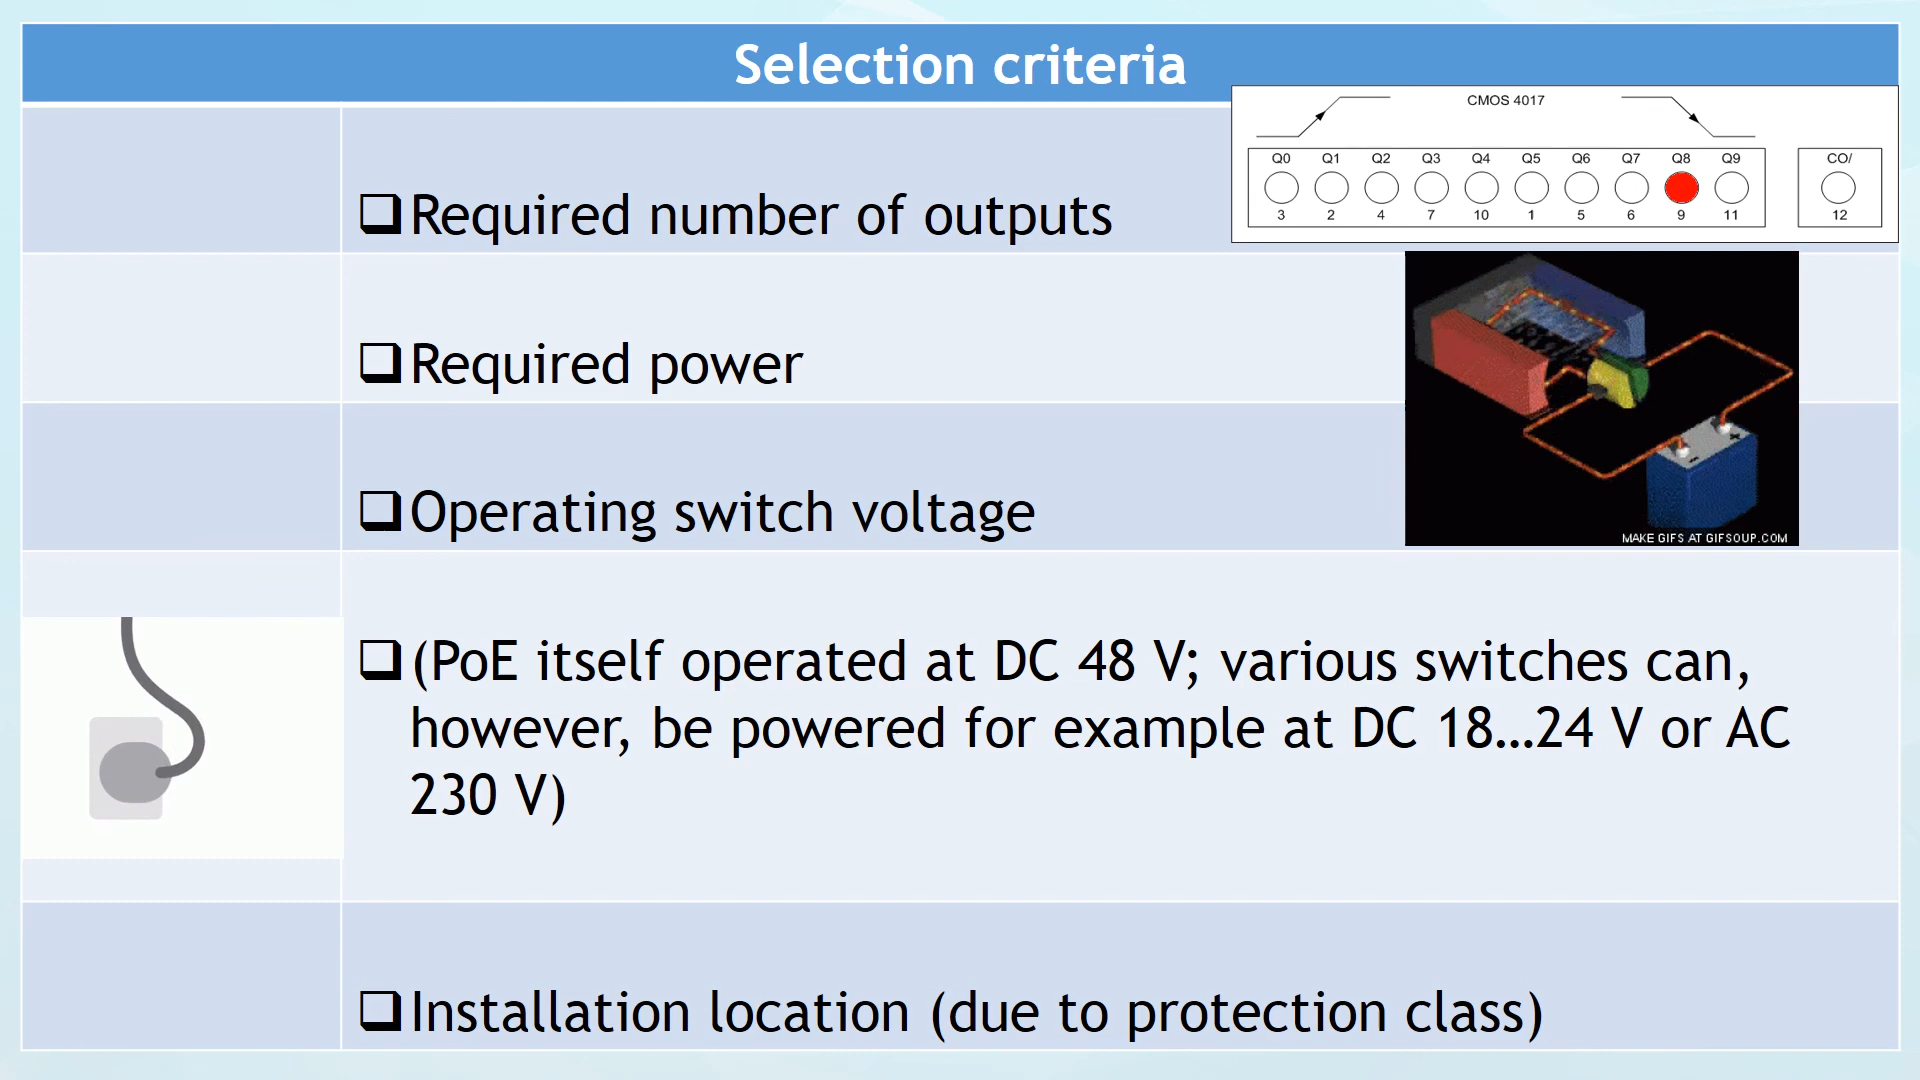 Selection criteria
CMOS 4017
Q0 Q1 Q2 Q3 Q4 Q5 Q6 Q7 Q8 Q9 CO/
3 2 4 7 10 1 5 6 9 11 12
❑Required number of outputs
❑Required power
+
-
❑Operating switch voltage
MAKE GIFS AT GIFSOUP.COM
❑(PoE itself operated at DC 48 V; various switches can,
however, be powered for example at DC 18...24 V or AC
230 V)
❑Installation location (due to protection class)